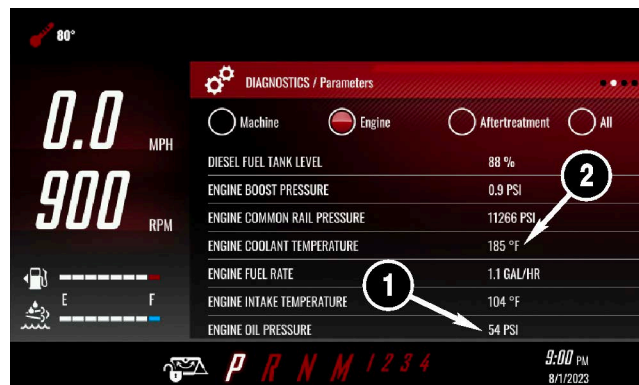 80°
DIAGNOSTICS / Parameters
Machine Engine Aftertreatment All
0.0 MPH
900 RPM
DIESEL FUEL TANK LEVEL 88 %
ENGINE BOOST PRESSURE 0.9 PSI
ENGINE COMMON RAIL PRESSURE 11266 PSI
ENGINE COOLANT TEMPERATURE 185 °F
ENGINE FUEL RATE 1.1 GAL/HR
ENGINE INTAKE TEMPERATURE 104 °F
ENGINE OIL PRESSURE 54 PSI
2
1
E F
P R N M 1 2 3 4
9:00 PM
8/1/2023